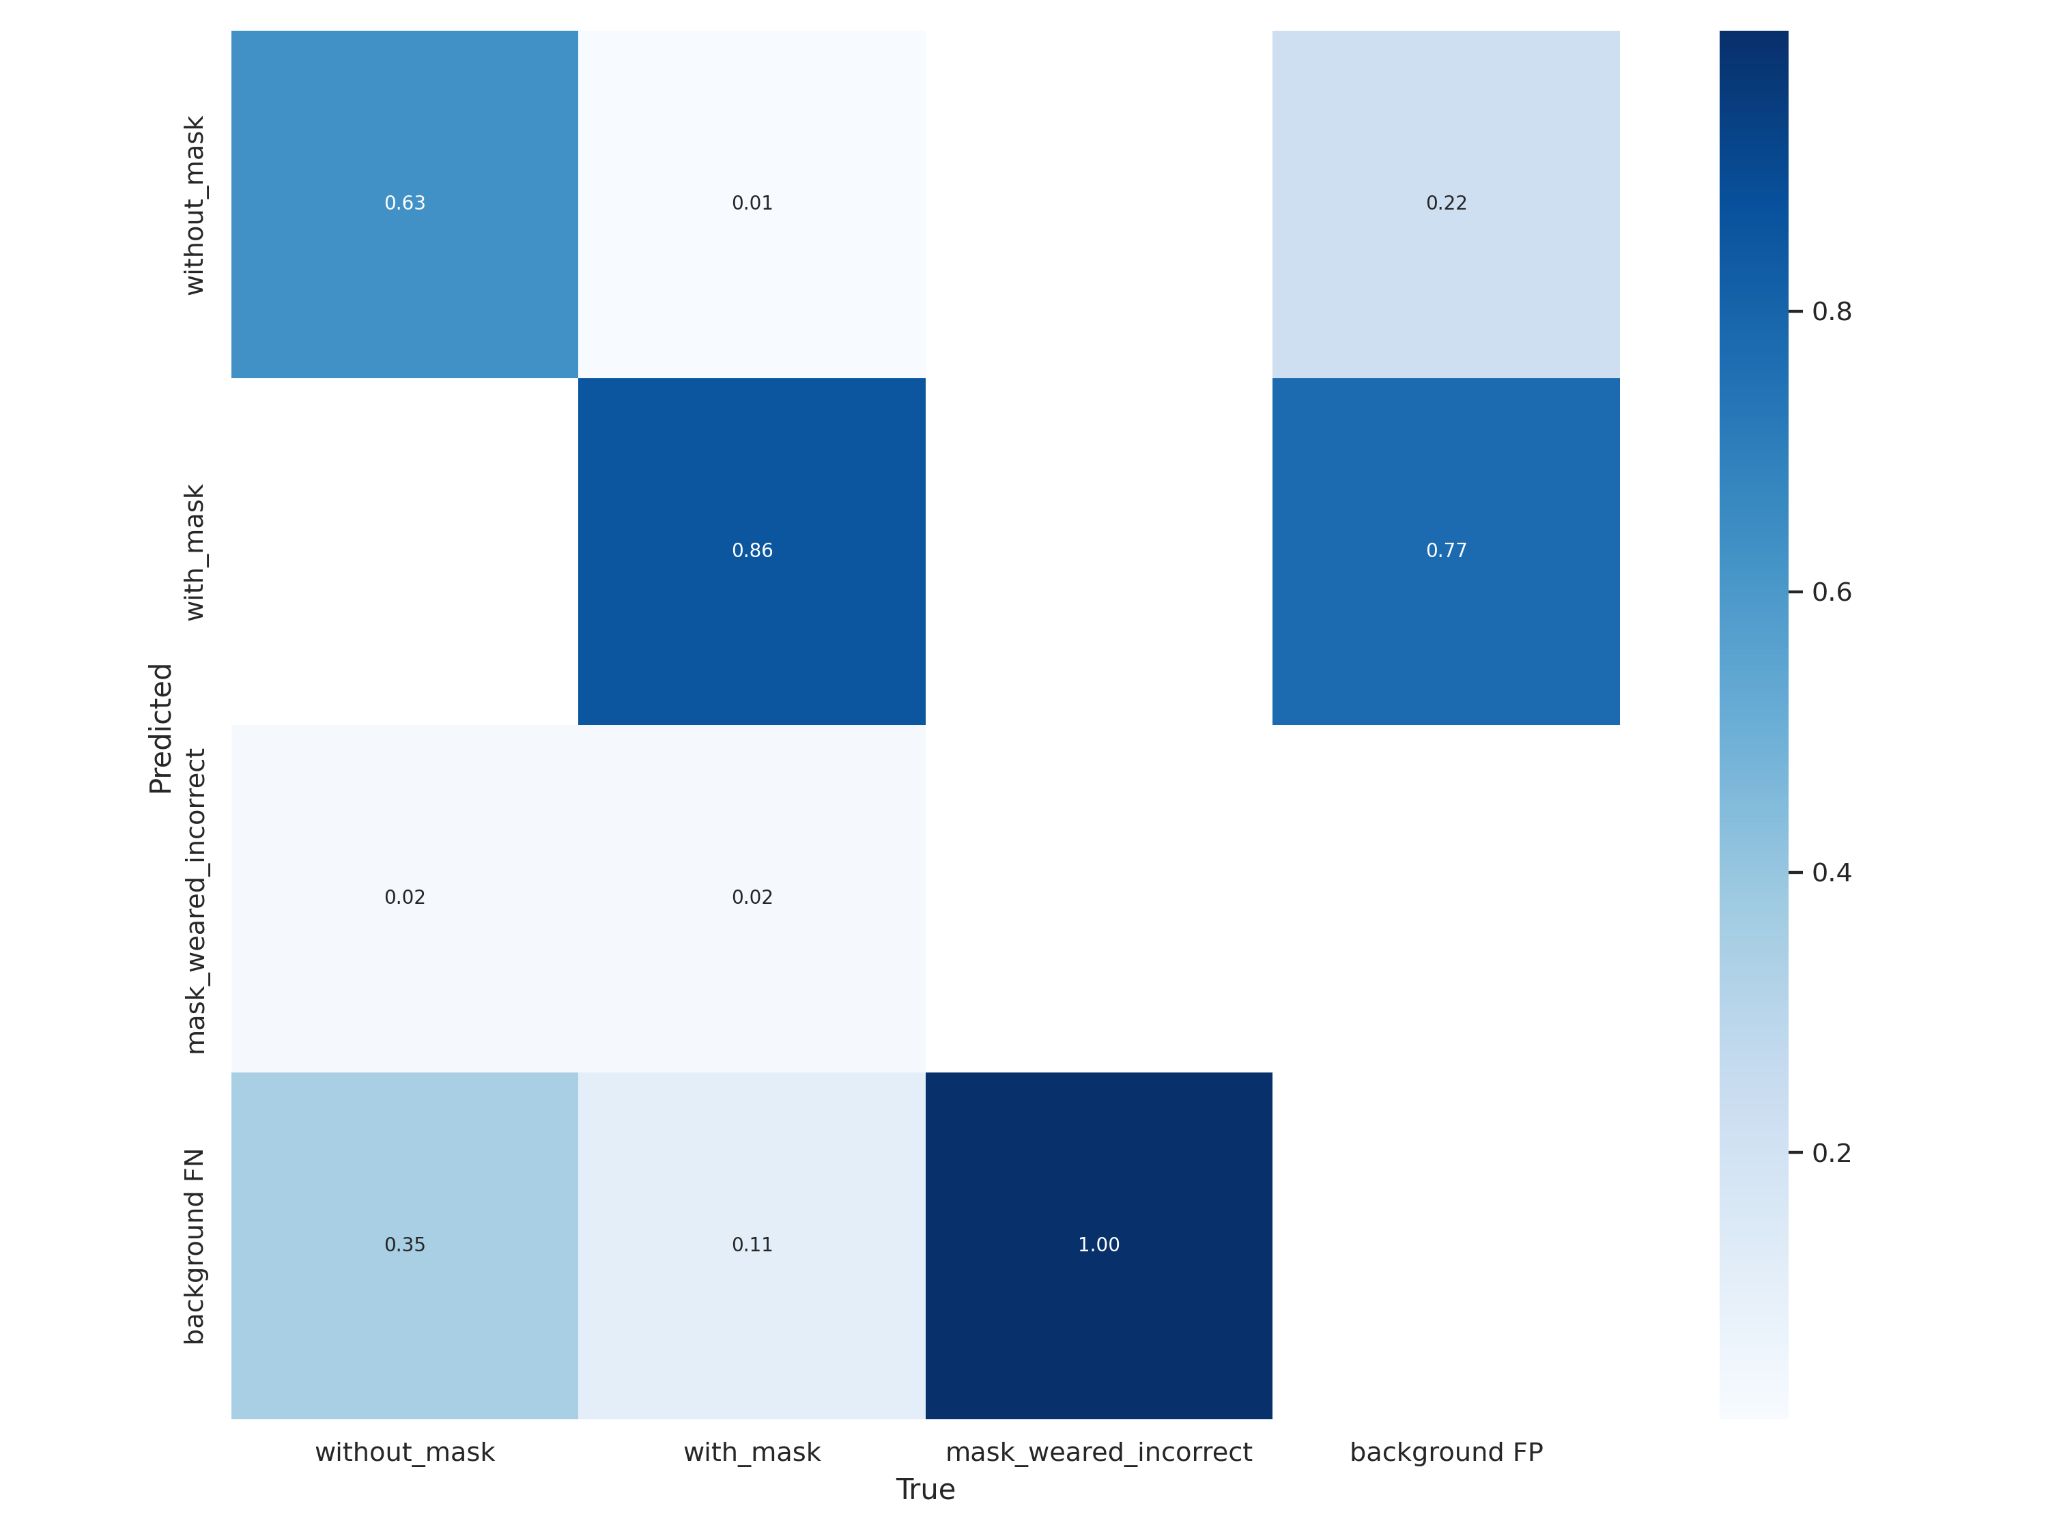 without_mask
0.63
0.01
0.22
with_mask
0.86
0.77
Predicted
mask_weared_incorrect
0.02
0.02
background FN
0.35
0.11
1.00
without_mask
with_mask
mask_weared_incorrect
background FP
True
0.8
0.6
0.4
0.2